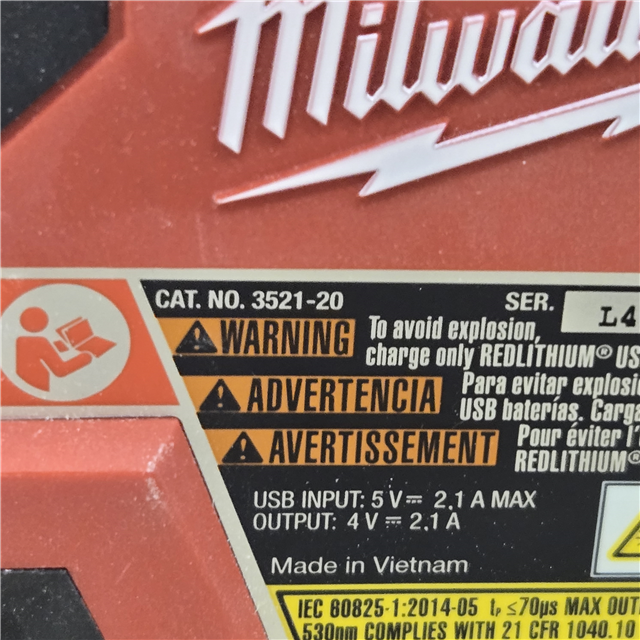 Milwau
CAT. NO. 3521-20 SER. L4
WARNING To avoid explosion,
charge only REDLITHIUM® US
ADVERTENCIA Para evitar explosi
USB baterías. Carg
AVERTISSEMENT Pour éviter l'
REDLITHIUM®
USB INPUT: 5 V⎓ 2,1 A MAX
OUTPUT: 4 V⎓ 2,1 A
Made in Vietnam
IEC 60825-1:2014-05 tₚ ≤70µs MAX OUT
530nm COMPLIES WITH 21 CFR 1040.10